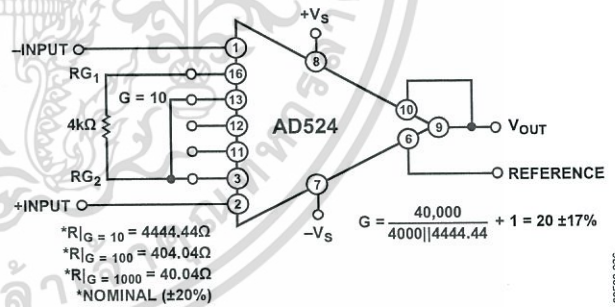 +VS
–INPUT
1
8
RG1
16
G = 10
13
10
4kΩ
12
AD524
9
VOUT
11
6
RG2
3
7
REFERENCE
+INPUT
2
–VS
G = 40,000 / 4000||4444.44 + 1 = 20 ±17%
*R|G = 10 = 4444.44Ω
*R|G = 100 = 404.04Ω
*R|G = 1000 = 40.04Ω
*NOMINAL (±20%)